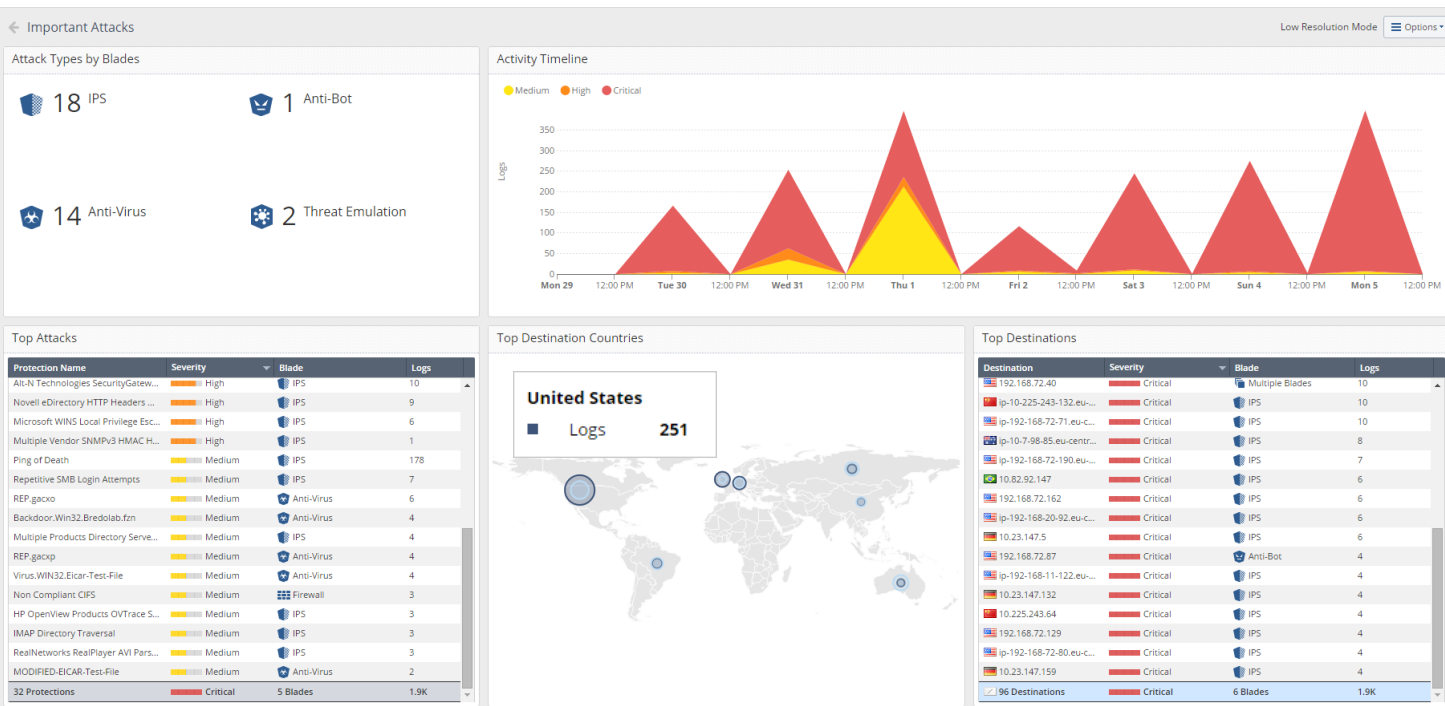 Important Attacks
Low Resolution Mode
Options
Attack Types by Blades
18 IPS
1 Anti-Bot
14 Anti-Virus
2 Threat Emulation
Activity Timeline
Medium High Critical
Logs
350
300
250
200
150
100
50
0
Mon 29 12:00 PM Tue 30 12:00 PM Wed 31 12:00 PM Thu 1 12:00 PM Fri 2 12:00 PM Sat 3 12:00 PM Sun 4 12:00 PM Mon 5 12:00 PM
Top Attacks
Protection Name Severity Blade Logs
Alt-N Technologies SecurityGatew... High IPS 10
Novell eDirectory HTTP Headers ... High IPS 9
Microsoft WINS Local Privilege Esc... High IPS 6
Multiple Vendor SNMPv3 HMAC H... High IPS 1
Ping of Death Medium IPS 178
Repetitive SMB Login Attempts Medium IPS 7
REP.gacxo Medium Anti-Virus 6
Backdoor.Win32.Bredolab.fzn Medium Anti-Virus 4
Multiple Products Directory Serve... Medium IPS 4
REP.gacxp Medium Anti-Virus 4
Virus.WIN32.Eicar-Test-File Medium Anti-Virus 4
Non Compliant CIFS Medium Firewall 3
HP OpenView Products OVTrace S... Medium IPS 3
IMAP Directory Traversal Medium IPS 3
RealNetworks RealPlayer AVI Pars... Medium IPS 3
MODIFIED-EICAR-Test-File Medium Anti-Virus 2
32 Protections Critical 5 Blades 1.9K
Top Destination Countries
United States
Logs 251
Top Destinations
Destination Severity Blade Logs
192.168.72.40 Critical Multiple Blades 10
ip-10-225-243-132.eu-... Critical IPS 10
ip-192-168-72-71.eu-c... Critical IPS 10
ip-10-7-98-85.eu-centr... Critical IPS 8
ip-192-168-72-190.eu-... Critical IPS 7
10.82.92.147 Critical IPS 6
192.168.72.162 Critical IPS 6
ip-192-168-20-92.eu-c... Critical IPS 6
10.23.147.5 Critical IPS 6
192.168.72.87 Critical Anti-Bot 4
ip-192-168-11-122.eu-... Critical IPS 4
10.23.147.132 Critical IPS 4
10.225.243.64 Critical IPS 4
192.168.72.129 Critical IPS 4
ip-192-168-72-80.eu-c... Critical IPS 4
10.23.147.159 Critical IPS 4
96 Destinations Critical 6 Blades 1.9K